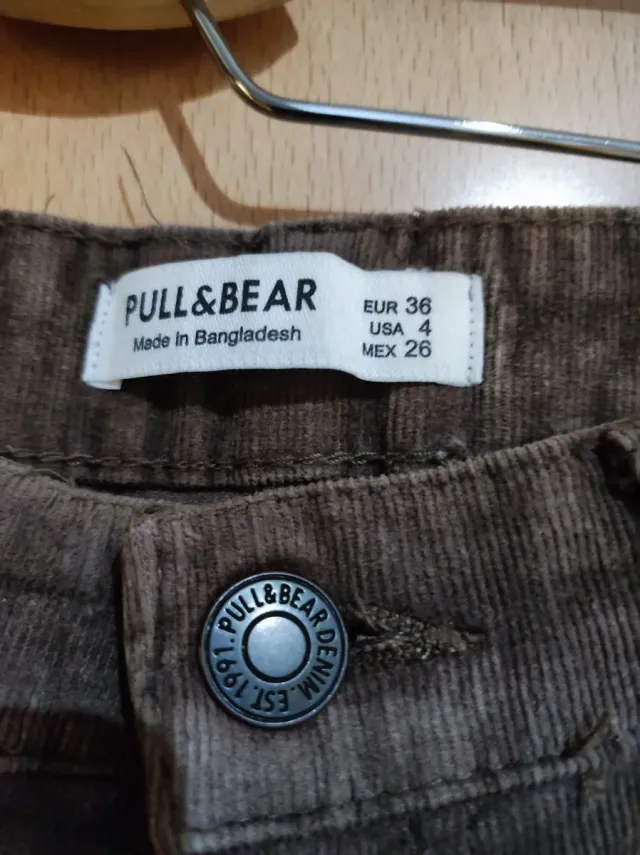 PULL&BEAR
Made in Bangladesh
EUR 36
USA 4
MEX 26
PULL&BEAR DENIM.EST.1991.